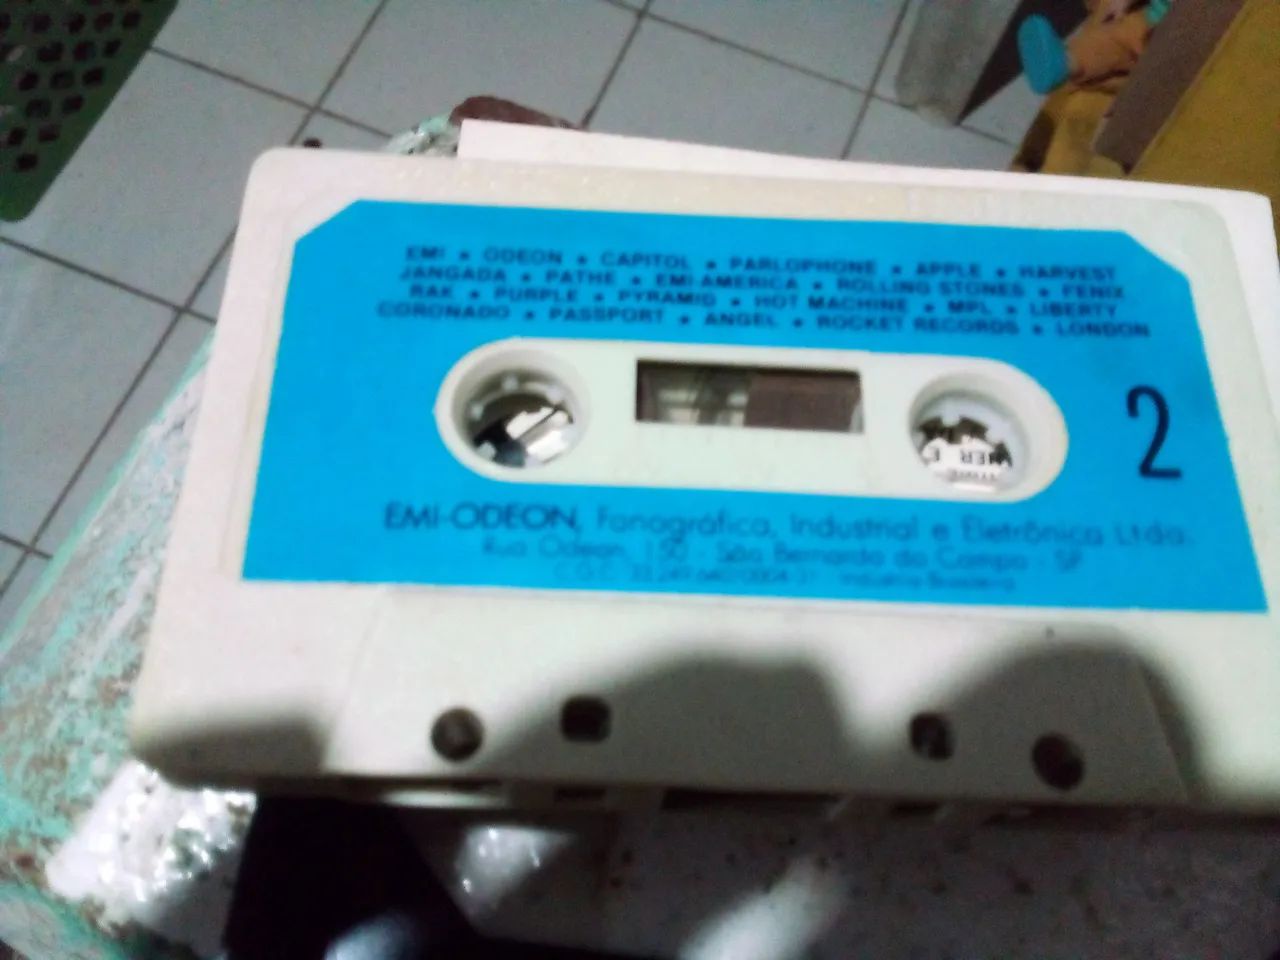 EMI • ODEON • CAPITOL • PARLOPHONE • APPLE • HARVEST
JANGADA • PATHE • EMI-AMERICA • ROLLING STONES • FENIX
RAK • PURPLE • PYRAMID • HOT MACHINE • MPL • LIBERTY
CORONADO • PASSPORT • ANGEL • ROCKET RECORDS • LONDON
2
EMI-ODEON, Fonográfica, Industrial e Eletrônica Ltda.
Rua Odeon, 150 - São Bernardo do Campo - SP
C.G.C. Indústria Brasileira